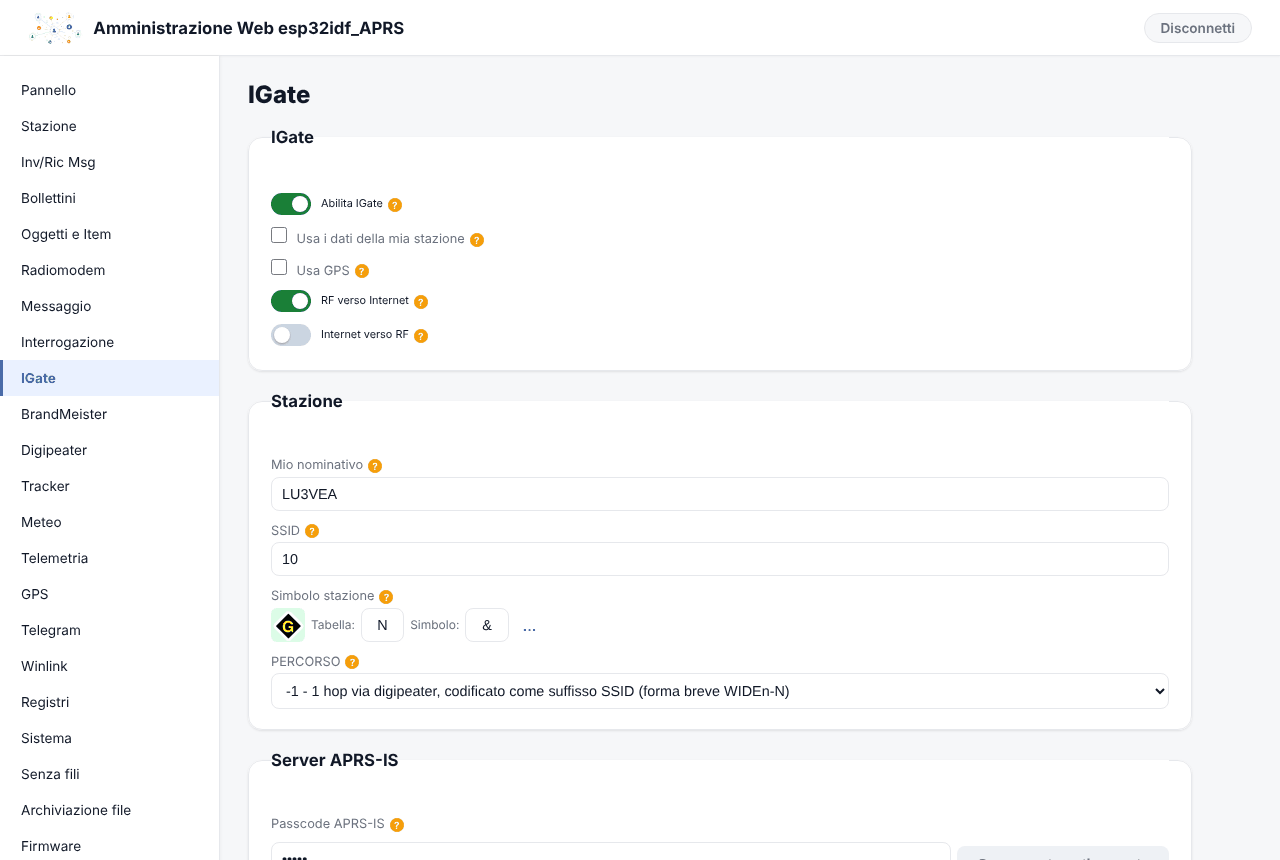 Amministrazione Web esp32idf_APRS
Disconnetti
Pannello
Stazione
Inv/Ric Msg
Bollettini
Oggetti e Item
Radiomodem
Messaggio
Interrogazione
IGate
BrandMeister
Digipeater
Tracker
Meteo
Telemetria
GPS
Telegram
Winlink
Registri
Sistema
Senza fili
Archiviazione file
Firmware
IGate
IGate
Abilita IGate ?
Usa i dati della mia stazione ?
Usa GPS ?
RF verso Internet ?
Internet verso RF ?
Stazione
Mio nominativo ?
LU3VEA
SSID ?
10
Simbolo stazione ?
G Tabella: N Simbolo: & ...
PERCORSO ?
-1 - 1 hop via digipeater, codificato come suffisso SSID (forma breve WIDEn-N)
Server APRS-IS
Passcode APRS-IS ?
•••••